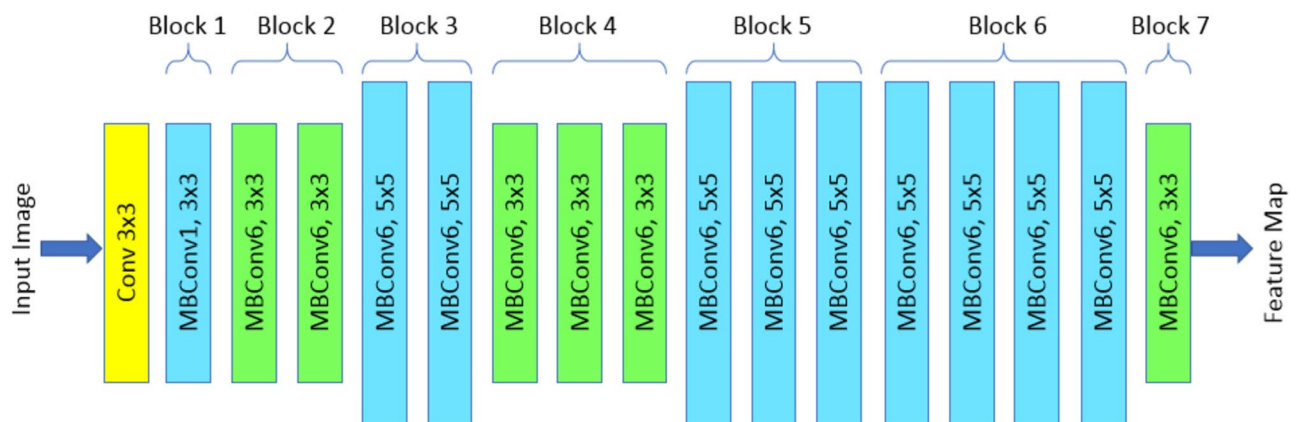 Block 1
Block 2
Block 3
Block 4
Block 5
Block 6
Block 7
Input Image
Conv 3x3
MBConv1, 3x3
MBConv6, 3x3
MBConv6, 3x3
MBConv6, 5x5
MBConv6, 5x5
MBConv6, 3x3
MBConv6, 3x3
MBConv6, 3x3
MBConv6, 5x5
MBConv6, 5x5
MBConv6, 5x5
MBConv6, 5x5
MBConv6, 5x5
MBConv6, 5x5
MBConv6, 5x5
MBConv6, 3x3
Feature Map